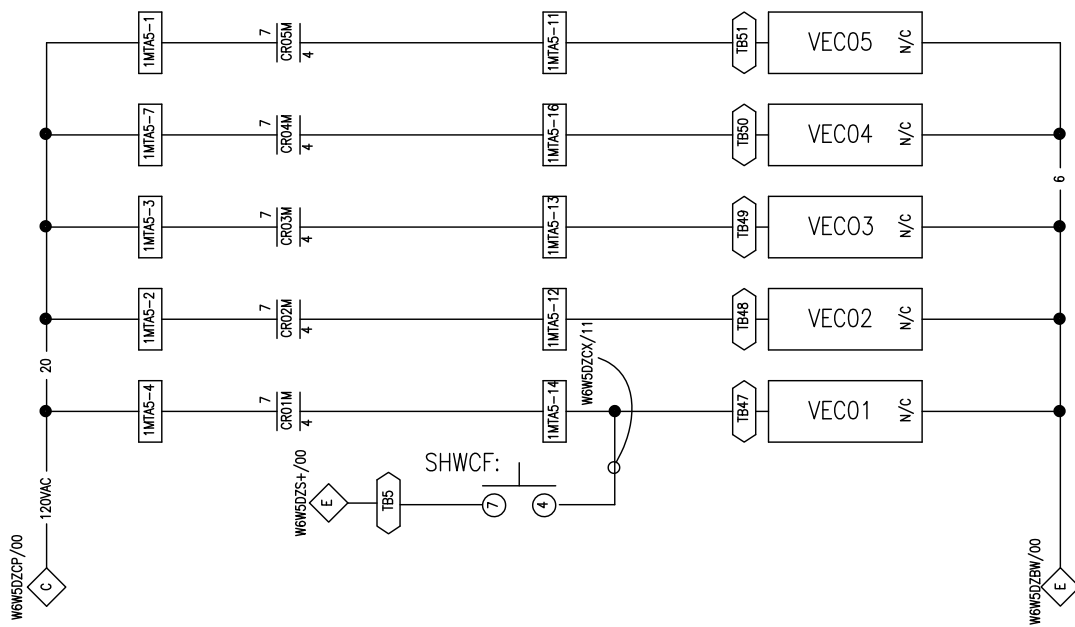 1MTA5-1
7
CR05M
4
1MTA5-11
TB51
VEC05
N/C
1MTA5-7
7
CR04M
4
1MTA5-16
TB50
VEC04
N/C
6
1MTA5-3
7
CR03M
4
1MTA5-13
TB49
VEC03
N/C
1MTA5-2
7
CR02M
4
1MTA5-12
TB48
VEC02
N/C
20
W6W5DZCX/11
1MTA5-4
7
CR01M
4
1MTA5-14
TB47
VEC01
N/C
120VAC
W6W5DZS+/00
E
TB5
SHWCF:
7
4
W6W5DZCP/00
C
W6W5DZBW/00
E